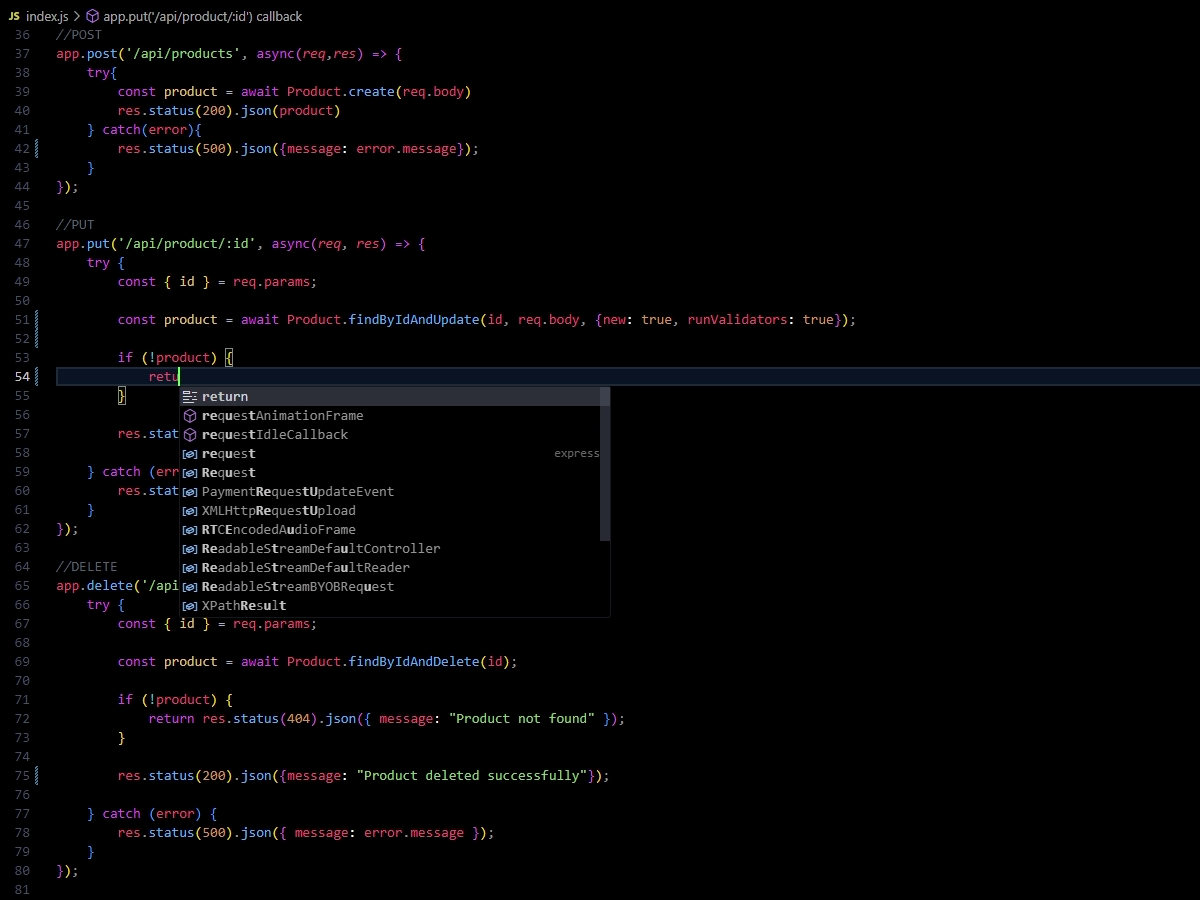 JS index.js > app.put('/api/product/:id') callback
36 //POST
37 app.post('/api/products', async(req,res) => {
38 try{
39 const product = await Product.create(req.body)
40 res.status(200).json(product)
41 } catch(error){
42 res.status(500).json({message: error.message});
43 }
44 });
45
46 //PUT
47 app.put('/api/product/:id', async(req, res) => {
48 try {
49 const { id } = req.params;
50
51 const product = await Product.findByIdAndUpdate(id, req.body, {new: true, runValidators: true});
52
53 if (!product) {
54 retu
55 }
return
56
requestAnimationFrame
57 res.stat
requestIdleCallback
58
request express
59 } catch (err
Request
60 res.stat
PaymentRequestUpdateEvent
61 }
XMLHttpRequestUpload
62 });
RTCEncodedAudioFrame
63
ReadableStreamDefaultController
64 //DELETE
ReadableStreamDefaultReader
65 app.delete('/api
ReadableStreamBYOBRequest
66 try {
XPathResult
67 const { id } = req.params;
68
69 const product = await Product.findByIdAndDelete(id);
70
71 if (!product) {
72 return res.status(404).json({ message: "Product not found" });
73 }
74
75 res.status(200).json({message: "Product deleted successfully"});
76
77 } catch (error) {
78 res.status(500).json({ message: error.message });
79 }
80 });
81